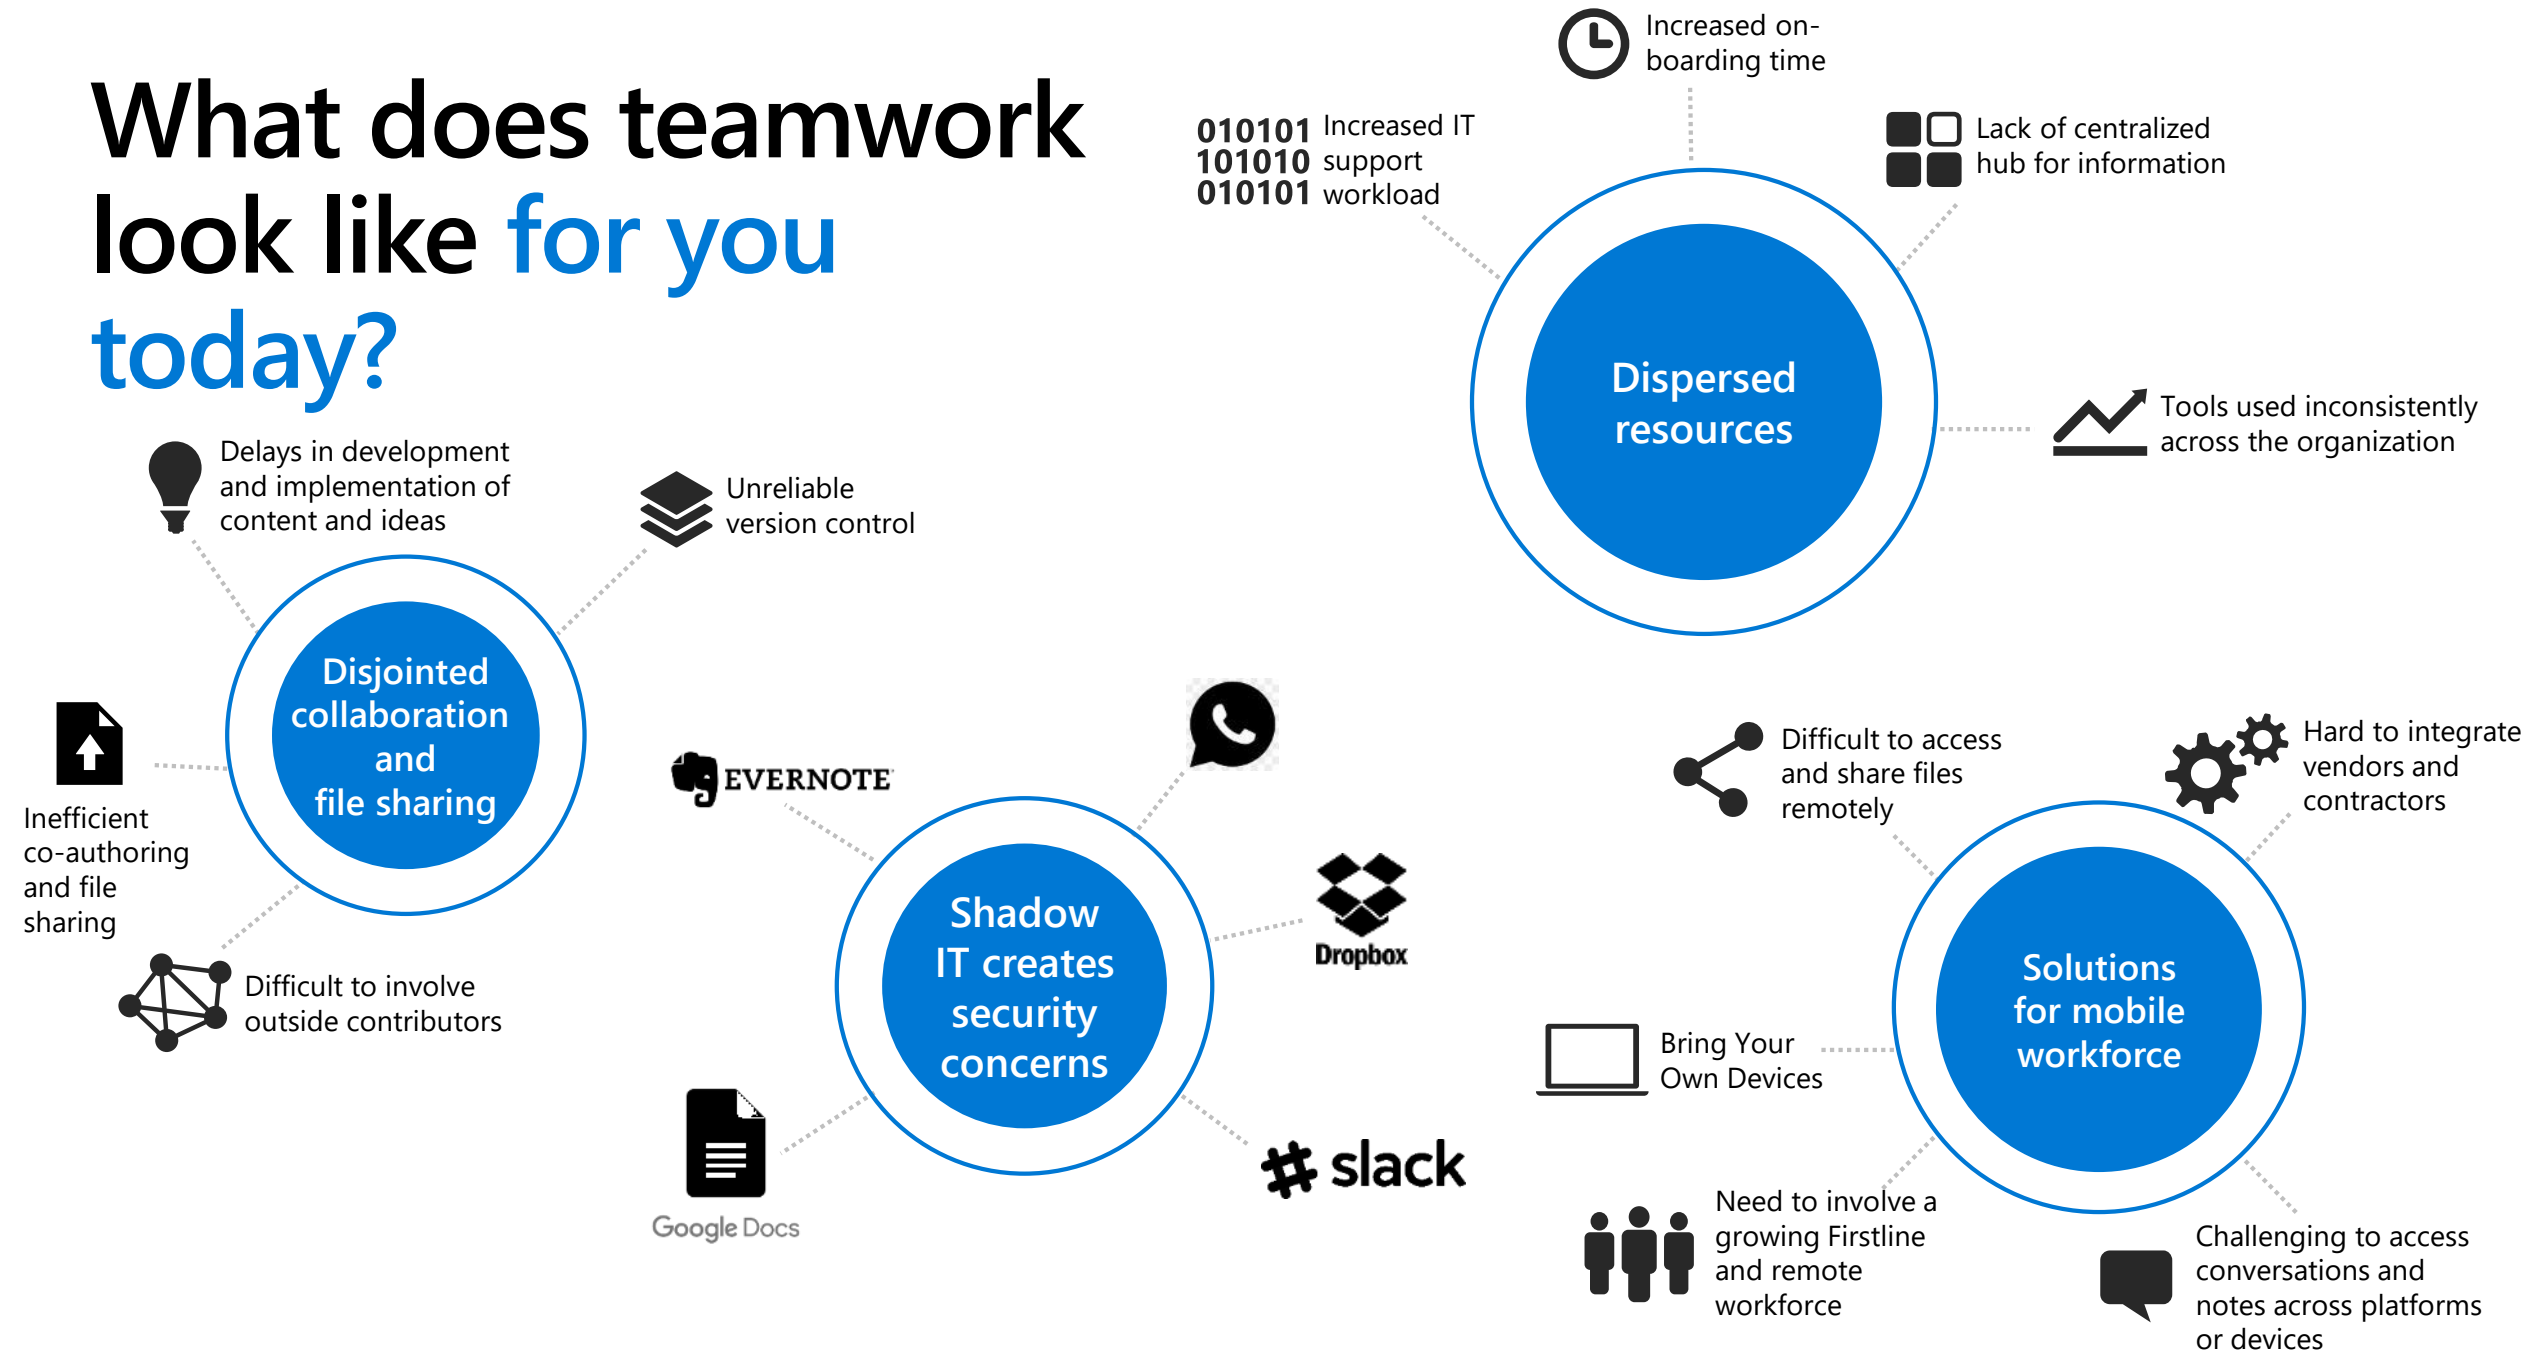 What does teamwork
look like for you
today?
Increased on-
boarding time
010101
101010
010101
Increased IT
support
workload
Lack of centralized
hub for information
Dispersed
resources
Tools used inconsistently
across the organization
Delays in development
and implementation of
content and ideas
Unreliable
version control
Disjointed
collaboration
and
file sharing
Inefficient
co-authoring
and file
sharing
Difficult to involve
outside contributors
EVERNOTE
Dropbox
Shadow
IT creates
security
concerns
Google Docs
slack
Difficult to access
and share files
remotely
Hard to integrate
vendors and
contractors
Solutions
for mobile
workforce
Bring Your
Own Devices
Need to involve a
growing Firstline
and remote
workforce
Challenging to access
conversations and
notes across platforms
or devices